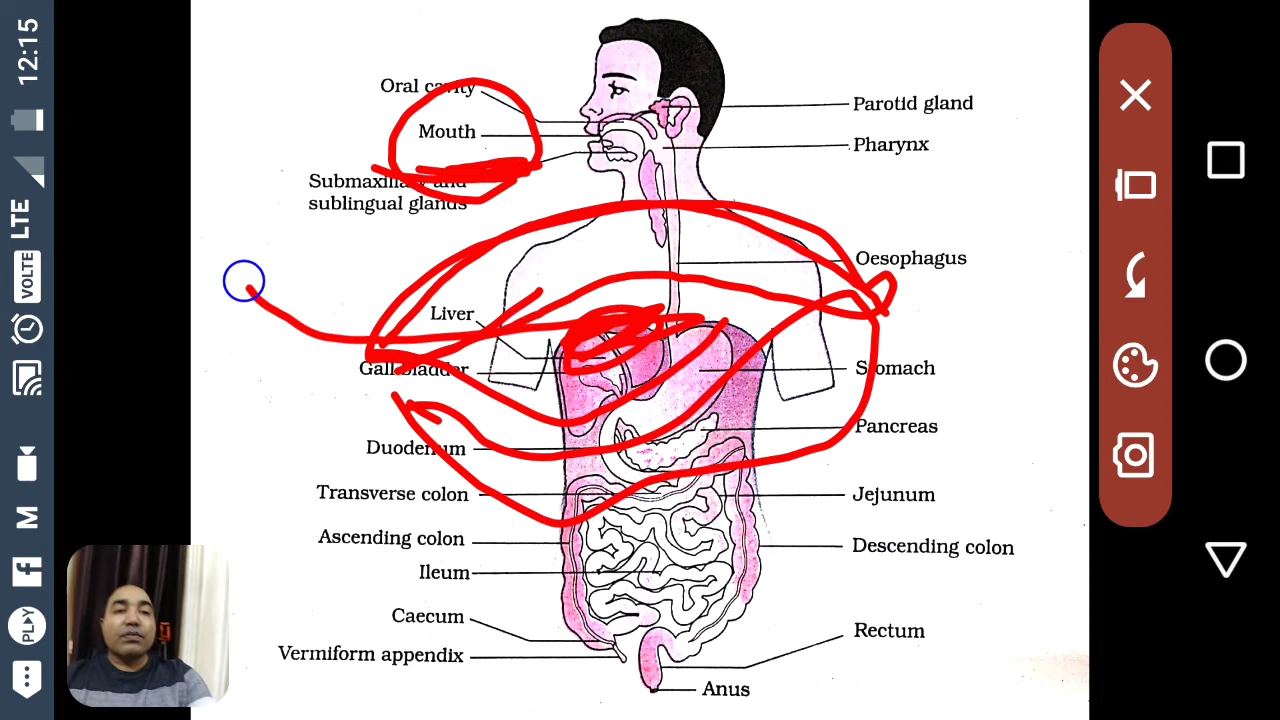 12:15
LTE
VOLTE
M
PLAY
Oral cavity
Mouth
Submaxillary and
sublingual glands
Liver
Gall bladder
Duodenum
Transverse colon
Ascending colon
Ileum
Caecum
Vermiform appendix
Parotid gland
Pharynx
Oesophagus
Stomach
Pancreas
Jejunum
Descending colon
Rectum
Anus